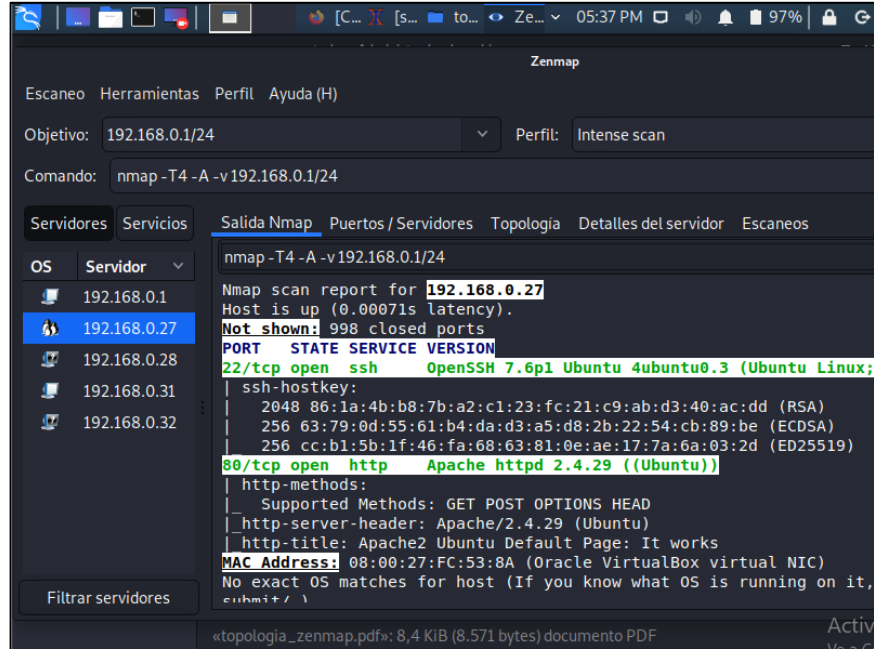 [C... [s... to... Ze... 05:37 PM 97%
Zenmap
Escaneo Herramientas Perfil Ayuda (H)
Objetivo: 192.168.0.1/24 Perfil: Intense scan
Comando: nmap -T4 -A -v 192.168.0.1/24
Servidores Servicios Salida Nmap Puertos / Servidores Topología Detalles del servidor Escaneos
nmap -T4 -A -v 192.168.0.1/24
OS Servidor
192.168.0.1
192.168.0.27
192.168.0.28
192.168.0.31
192.168.0.32
Filtrar servidores
Nmap scan report for 192.168.0.27
Host is up (0.00071s latency).
Not shown: 998 closed ports
PORT STATE SERVICE VERSION
22/tcp open ssh OpenSSH 7.6p1 Ubuntu 4ubuntu0.3 (Ubuntu Linux;
| ssh-hostkey:
| 2048 86:1a:4b:b8:7b:a2:c1:23:fc:21:c9:ab:d3:40:ac:dd (RSA)
| 256 63:79:0d:55:61:b4:da:d3:a5:d8:2b:22:54:cb:89:be (ECDSA)
|_ 256 cc:b1:5b:1f:46:fa:68:63:81:0e:ae:17:7a:6a:03:2d (ED25519)
80/tcp open http Apache httpd 2.4.29 ((Ubuntu))
| http-methods:
|_ Supported Methods: GET POST OPTIONS HEAD
|_http-server-header: Apache/2.4.29 (Ubuntu)
|_http-title: Apache2 Ubuntu Default Page: It works
MAC Address: 08:00:27:FC:53:8A (Oracle VirtualBox virtual NIC)
No exact OS matches for host (If you know what OS is running on it,
submit/ )
«topologia_zenmap.pdf»: 8,4 KiB (8.571 bytes) documento PDF
Activ